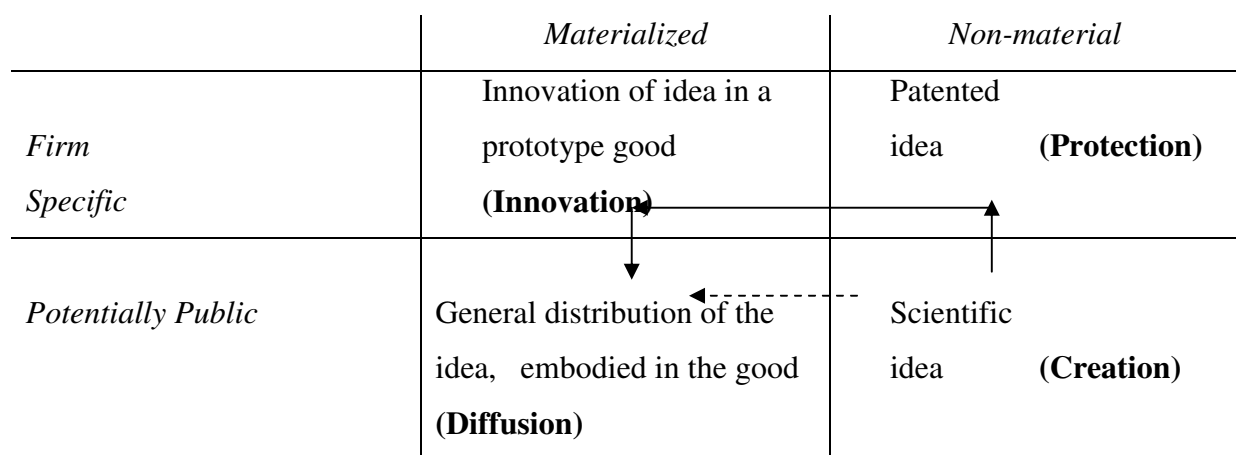 Materialized Non-material
Innovation of idea in a Patented
Firm prototype good idea (Protection)
Specific (Innovation)
Potentially Public General distribution of the Scientific
idea, embodied in the good idea (Creation)
(Diffusion)